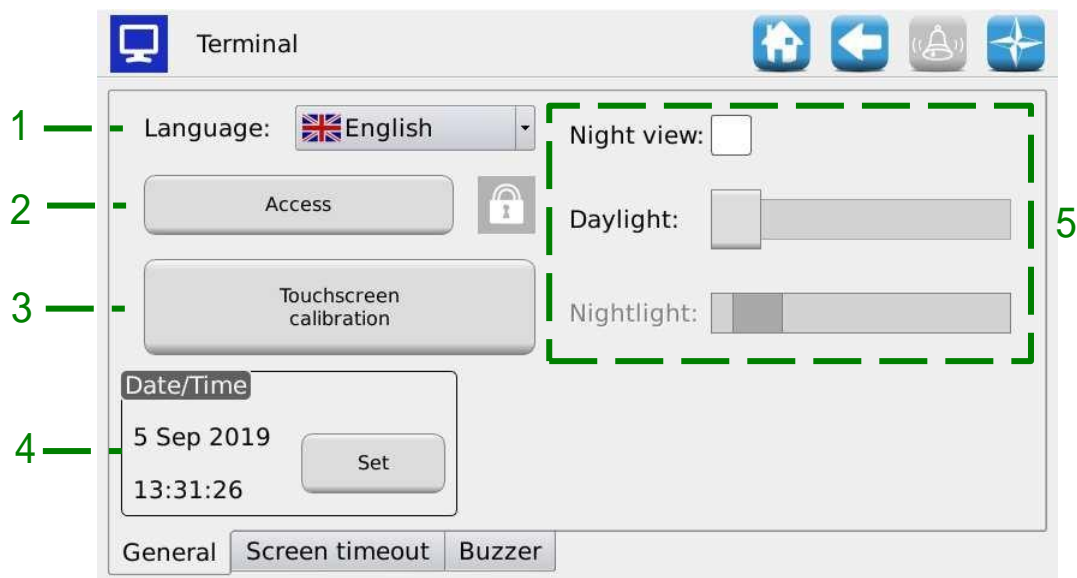 Terminal
1
Language:
English
Night view:
2
Access
Daylight:
5
3
Touchscreen
calibration
Nightlight:
Date/Time
4
5 Sep 2019
Set
13:31:26
General
Screen timeout
Buzzer